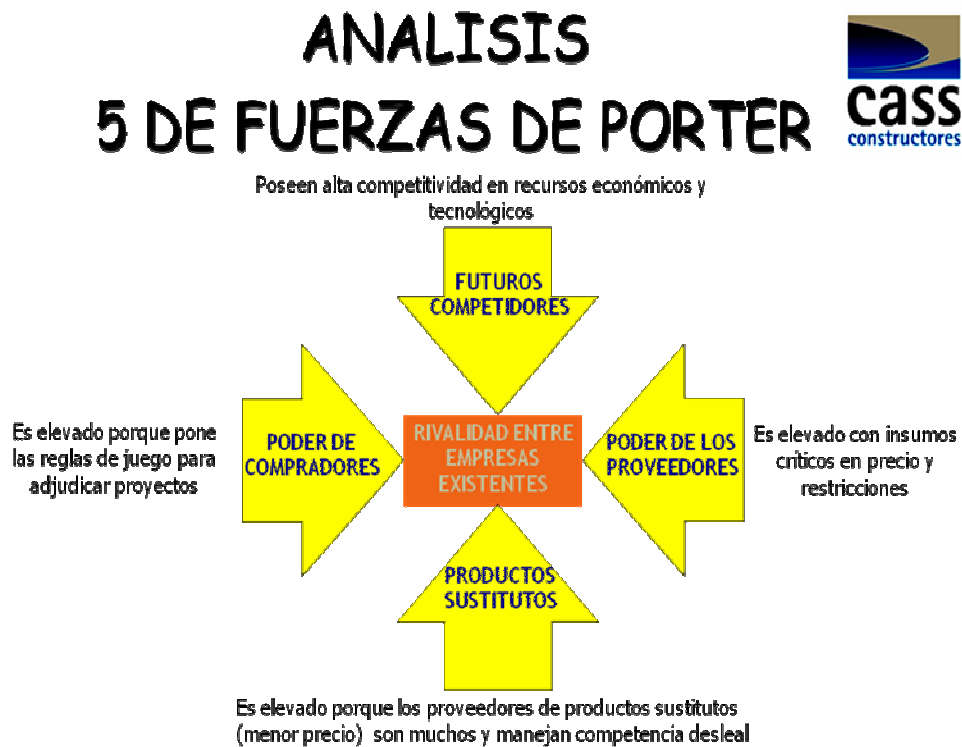 ANALISIS
5 DE FUERZAS DE PORTER
cass
constructores
Poseen alta competitividad en recursos económicos y
tecnológicos
FUTUROS
COMPETIDORES
Es elevado porque pone
las reglas de juego para
adjudicar proyectos
PODER DE
COMPRADORES
RIVALIDAD ENTRE
EMPRESAS
EXISTENTES
PODER DE LOS
PROVEEDORES
Es elevado con insumos
críticos en precio y
restricciones
PRODUCTOS
SUSTITUTOS
Es elevado porque los proveedores de productos sustitutos
(menor precio) son muchos y manejan competencia desleal